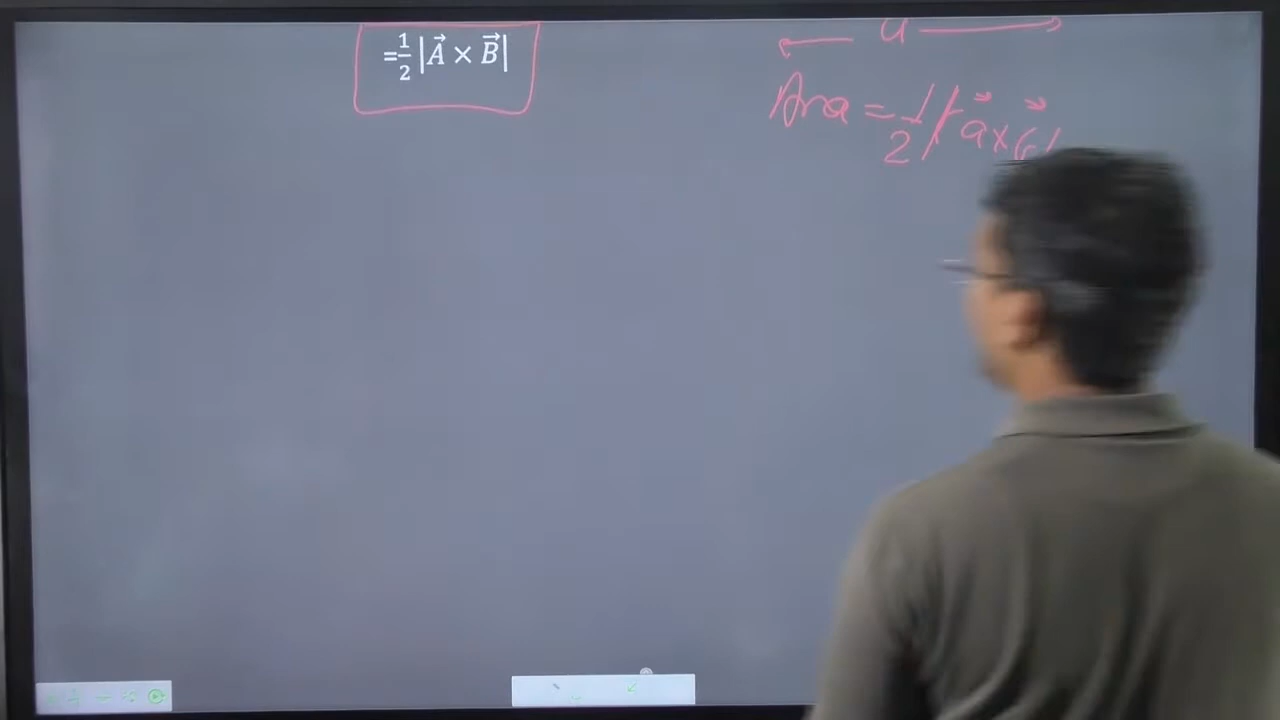 =½|A⃗ × B⃗|
a
Area = 1/2 |a⃗ × b⃗|